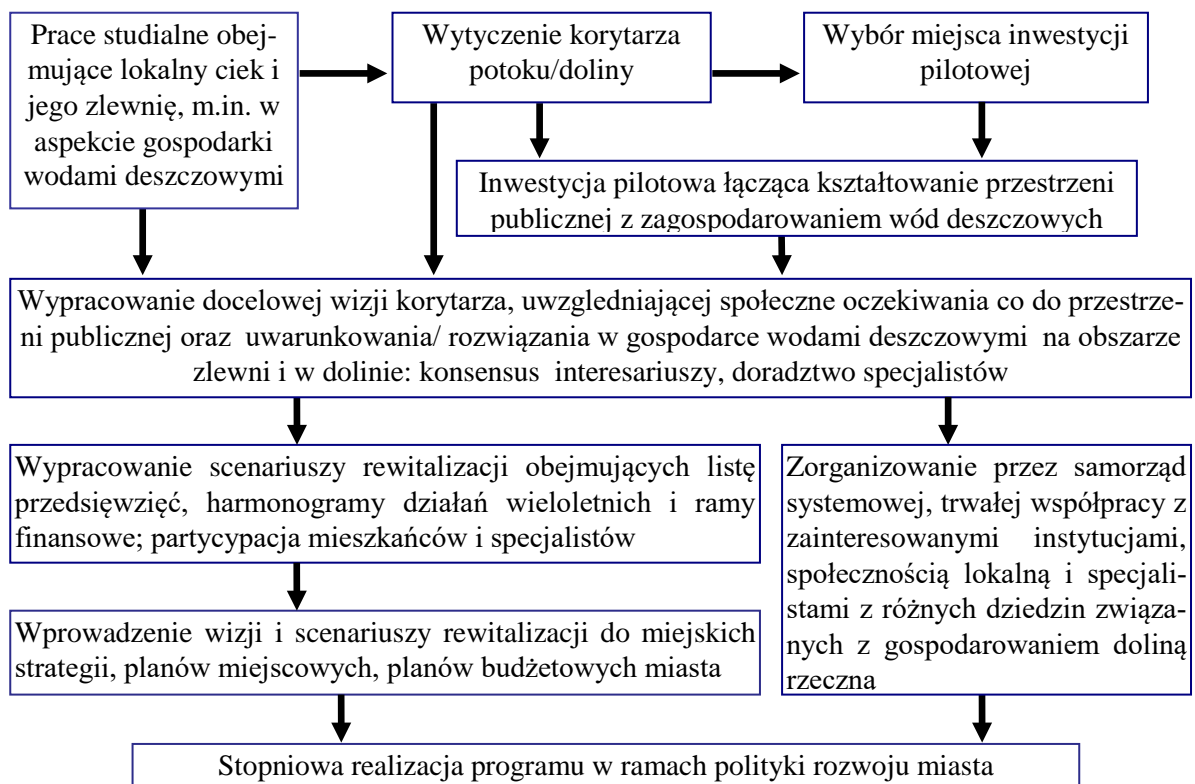 Prace studialne obej-
mujące lokalny ciek i
jego zlewnię, m.in. w
aspekcie gospodarki
wodami deszczowymi
Wytyczenie korytarza
potoku/doliny
Wybór miejsca inwestycji
pilotowej
Inwestycja pilotowa łącząca kształtowanie przestrzeni
publicznej z zagospodarowaniem wód deszczowych
Wypracowanie docelowej wizji korytarza, uwzgledniającej społeczne oczekiwania co do przestrze-
ni publicznej oraz uwarunkowania/ rozwiązania w gospodarce wodami deszczowymi na obszarze
zlewni i w dolinie: konsensus interesariuszy, doradztwo specjalistów
Wypracowanie scenariuszy rewitalizacji obejmujących listę
przedsięwzięć, harmonogramy działań wieloletnich i ramy
finansowe; partycypacja mieszkańców i specjalistów
Wprowadzenie wizji i scenariuszy rewitalizacji do miejskich
strategii, planów miejscowych, planów budżetowych miasta
Zorganizowanie przez samorząd
systemowej, trwałej współpracy z
zainteresowanymi instytucjami,
społecznością lokalną i specjali-
stami z różnych dziedzin związa-
nych z gospodarowaniem doliną
rzeczna
Stopniowa realizacja programu w ramach polityki rozwoju miasta